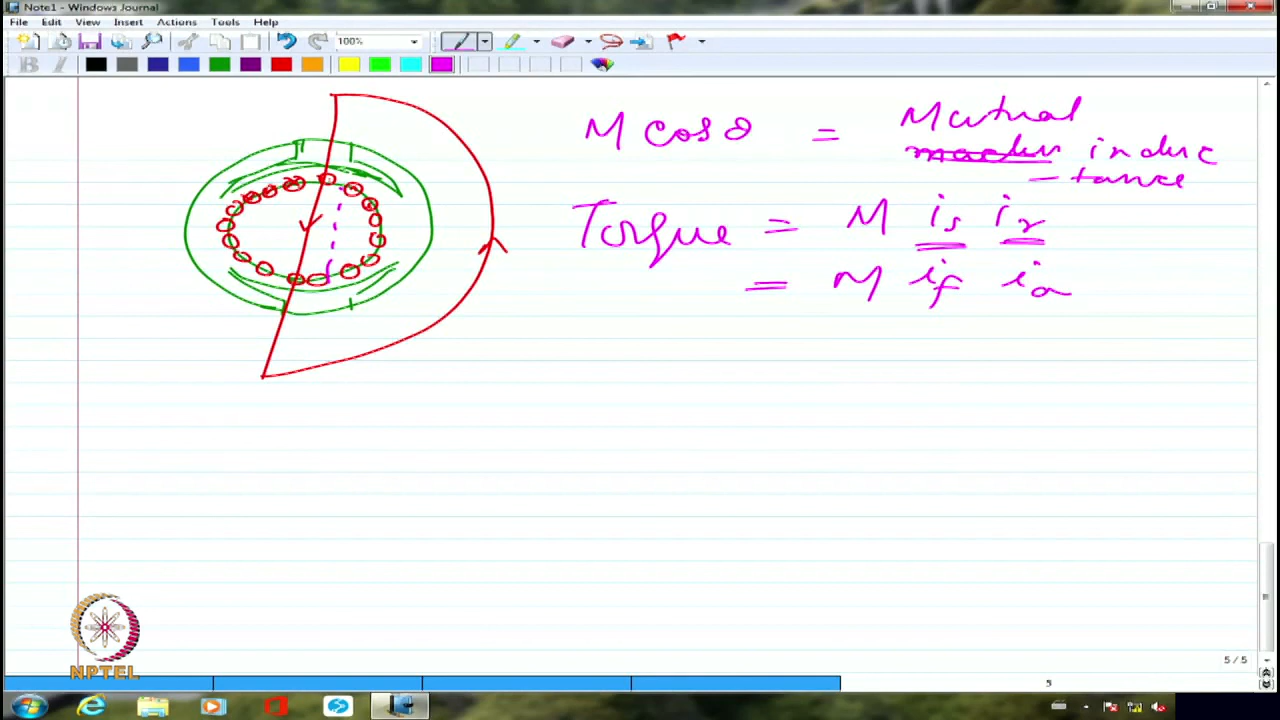 Note1 - Windows Journal
File Edit View Insert Actions Tools Help
100%
B I
M cos θ = Mutual
induc
- tance
Torque = M is ir
= M if ia
NPTEL
5 / 5
5